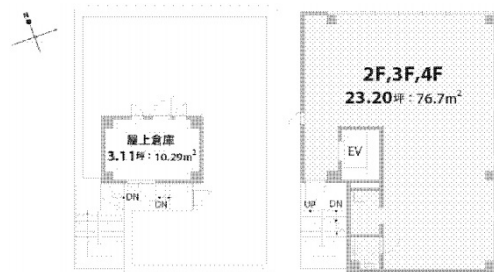 N
屋上倉庫
3.11坪：10.29m²
DN
DN
2F,3F,4F
23.20坪：76.7m²
EV
UP
DN